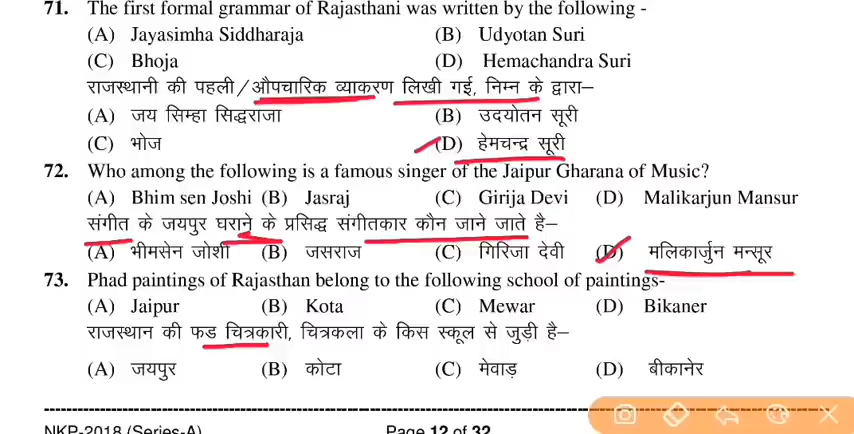 71. The first formal grammar of Rajasthani was written by the following -
(A) Jayasimha Siddharaja (B) Udyotan Suri
(C) Bhoja (D) Hemachandra Suri
राजस्थानी की पहली/औपचारिक व्याकरण लिखी गई, निम्न के द्वारा–
(A) जय सिम्हा सिद्धराजा (B) उदयोतन सूरी
(C) भोज (D) हेमचन्द्र सूरी
72. Who among the following is a famous singer of the Jaipur Gharana of Music?
(A) Bhim sen Joshi (B) Jasraj (C) Girija Devi (D) Malikarjun Mansur
संगीत के जयपुर घराने के प्रसिद्ध संगीतकार कौन जाने जाते है–
(A) भीमसेन जोशी (B) जसराज (C) गिरिजा देवी (D) मलिकार्जुन मन्सूर
73. Phad paintings of Rajasthan belong to the following school of paintings-
(A) Jaipur (B) Kota (C) Mewar (D) Bikaner
राजस्थान की फड चित्रकारी, चित्रकला के किस स्कूल से जुड़ी है–
(A) जयपुर (B) कोटा (C) मेवाड़ (D) बीकानेर
NKP-2018 (Series-A) Page 12 of 32